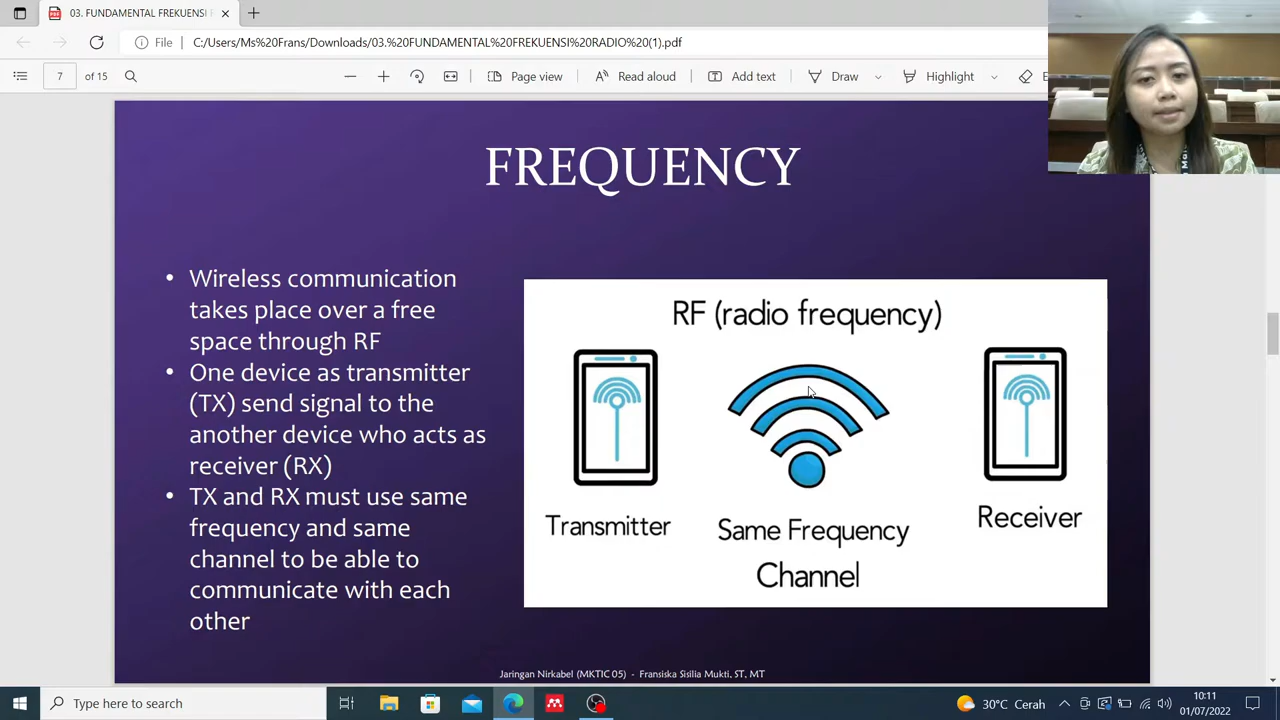 03. FUNDAMENTAL FREKUENSI
File
C:/Users/Ms%20Frans/Downloads/03.%20FUNDAMENTAL%20FREKUENSI%20RADIO%20(1).pdf
7 of 15
Page view
Read aloud
Add text
Draw
Highlight
FREQUENCY
• Wireless communication
takes place over a free
space through RF
• One device as transmitter
(TX) send signal to the
another device who acts as
receiver (RX)
• TX and RX must use same
frequency and same
channel to be able to
communicate with each
other
RF (radio frequency)
Transmitter
Same Frequency
Channel
Receiver
Jaringan Nirkabel (MKTIC 05) - Fransiska Sisilia Mukti, ST, MT
Type here to search
30°C Cerah
10:11
01/07/2022